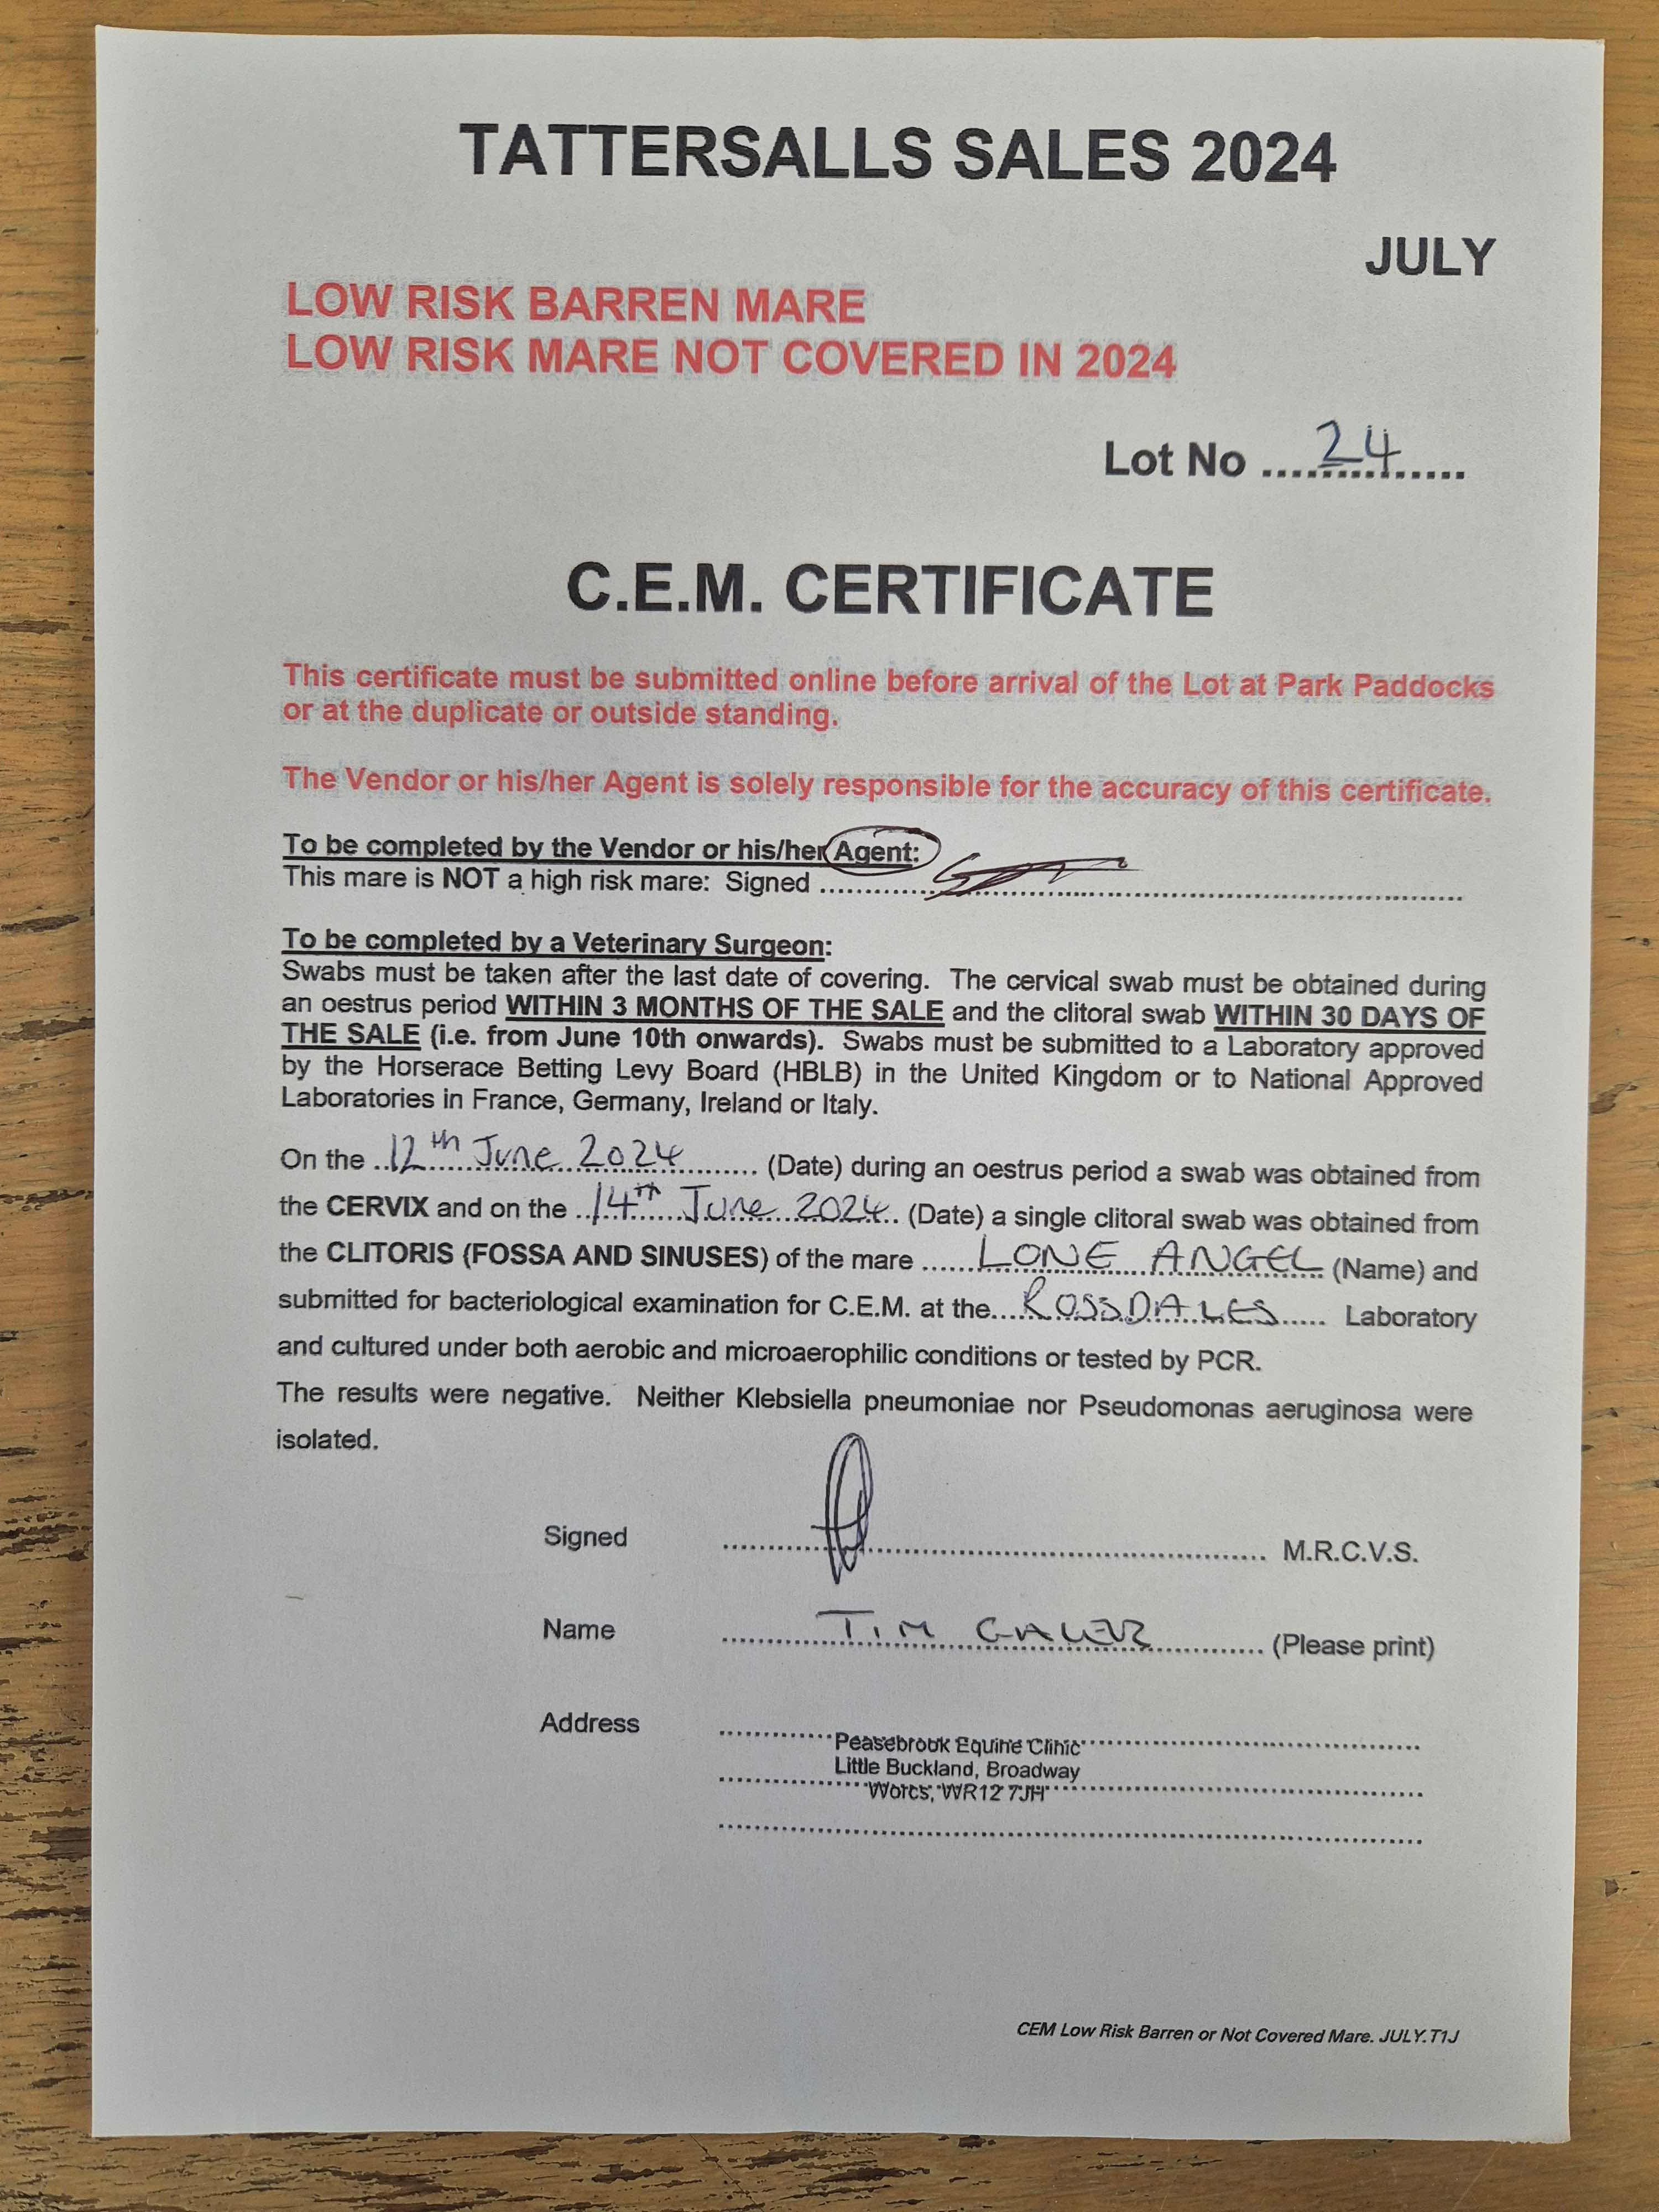 TATTERSALLS SALES 2024
JULY
LOW RISK BARREN MARE
LOW RISK MARE NOT COVERED IN 2024
Lot No ....24....
C.E.M. CERTIFICATE
This certificate must be submitted online before arrival of the Lot at Park Paddocks
or at the duplicate or outside standing.
The Vendor or his/her Agent is solely responsible for the accuracy of this certificate.
To be completed by the Vendor or his/her Agent:
This mare is NOT a high risk mare: Signed
To be completed by a Veterinary Surgeon:
Swabs must be taken after the last date of covering. The cervical swab must be obtained during
an oestrus period WITHIN 3 MONTHS OF THE SALE and the clitoral swab WITHIN 30 DAYS OF
THE SALE (i.e. from June 10th onwards). Swabs must be submitted to a Laboratory approved
by the Horserace Betting Levy Board (HBLB) in the United Kingdom or to National Approved
Laboratories in France, Germany, Ireland or Italy.
On the 12th June 2024 (Date) during an oestrus period a swab was obtained from
the CERVIX and on the 14th June 2024 (Date) a single clitoral swab was obtained from
the CLITORIS (FOSSA AND SINUSES) of the mare LONE ANGEL (Name) and
submitted for bacteriological examination for C.E.M. at the ROSSDALES Laboratory
and cultured under both aerobic and microaerophilic conditions or tested by PCR.
The results were negative. Neither Klebsiella pneumoniae nor Pseudomonas aeruginosa were
isolated.
Signed M.R.C.V.S.
Name TIM (Please print)
Address
Peasebrook Equine Clinic
Little Buckland, Broadway
Worcs, WR12 7JH
CEM Low Risk Barren or Not Covered Mare. JULY.T1J